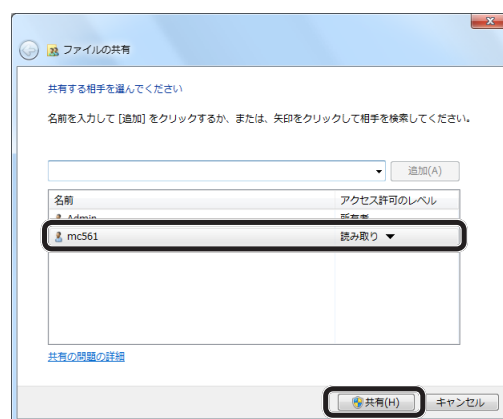 ファイルの共有
共有する相手を選んでください
名前を入力して [追加] をクリックするか、または、矢印をクリックして相手を検索してください。
追加(A)
名前 アクセス許可のレベル
Admin 所有者
mc561 読み取り
共有の問題の詳細
共有(H) キャンセル